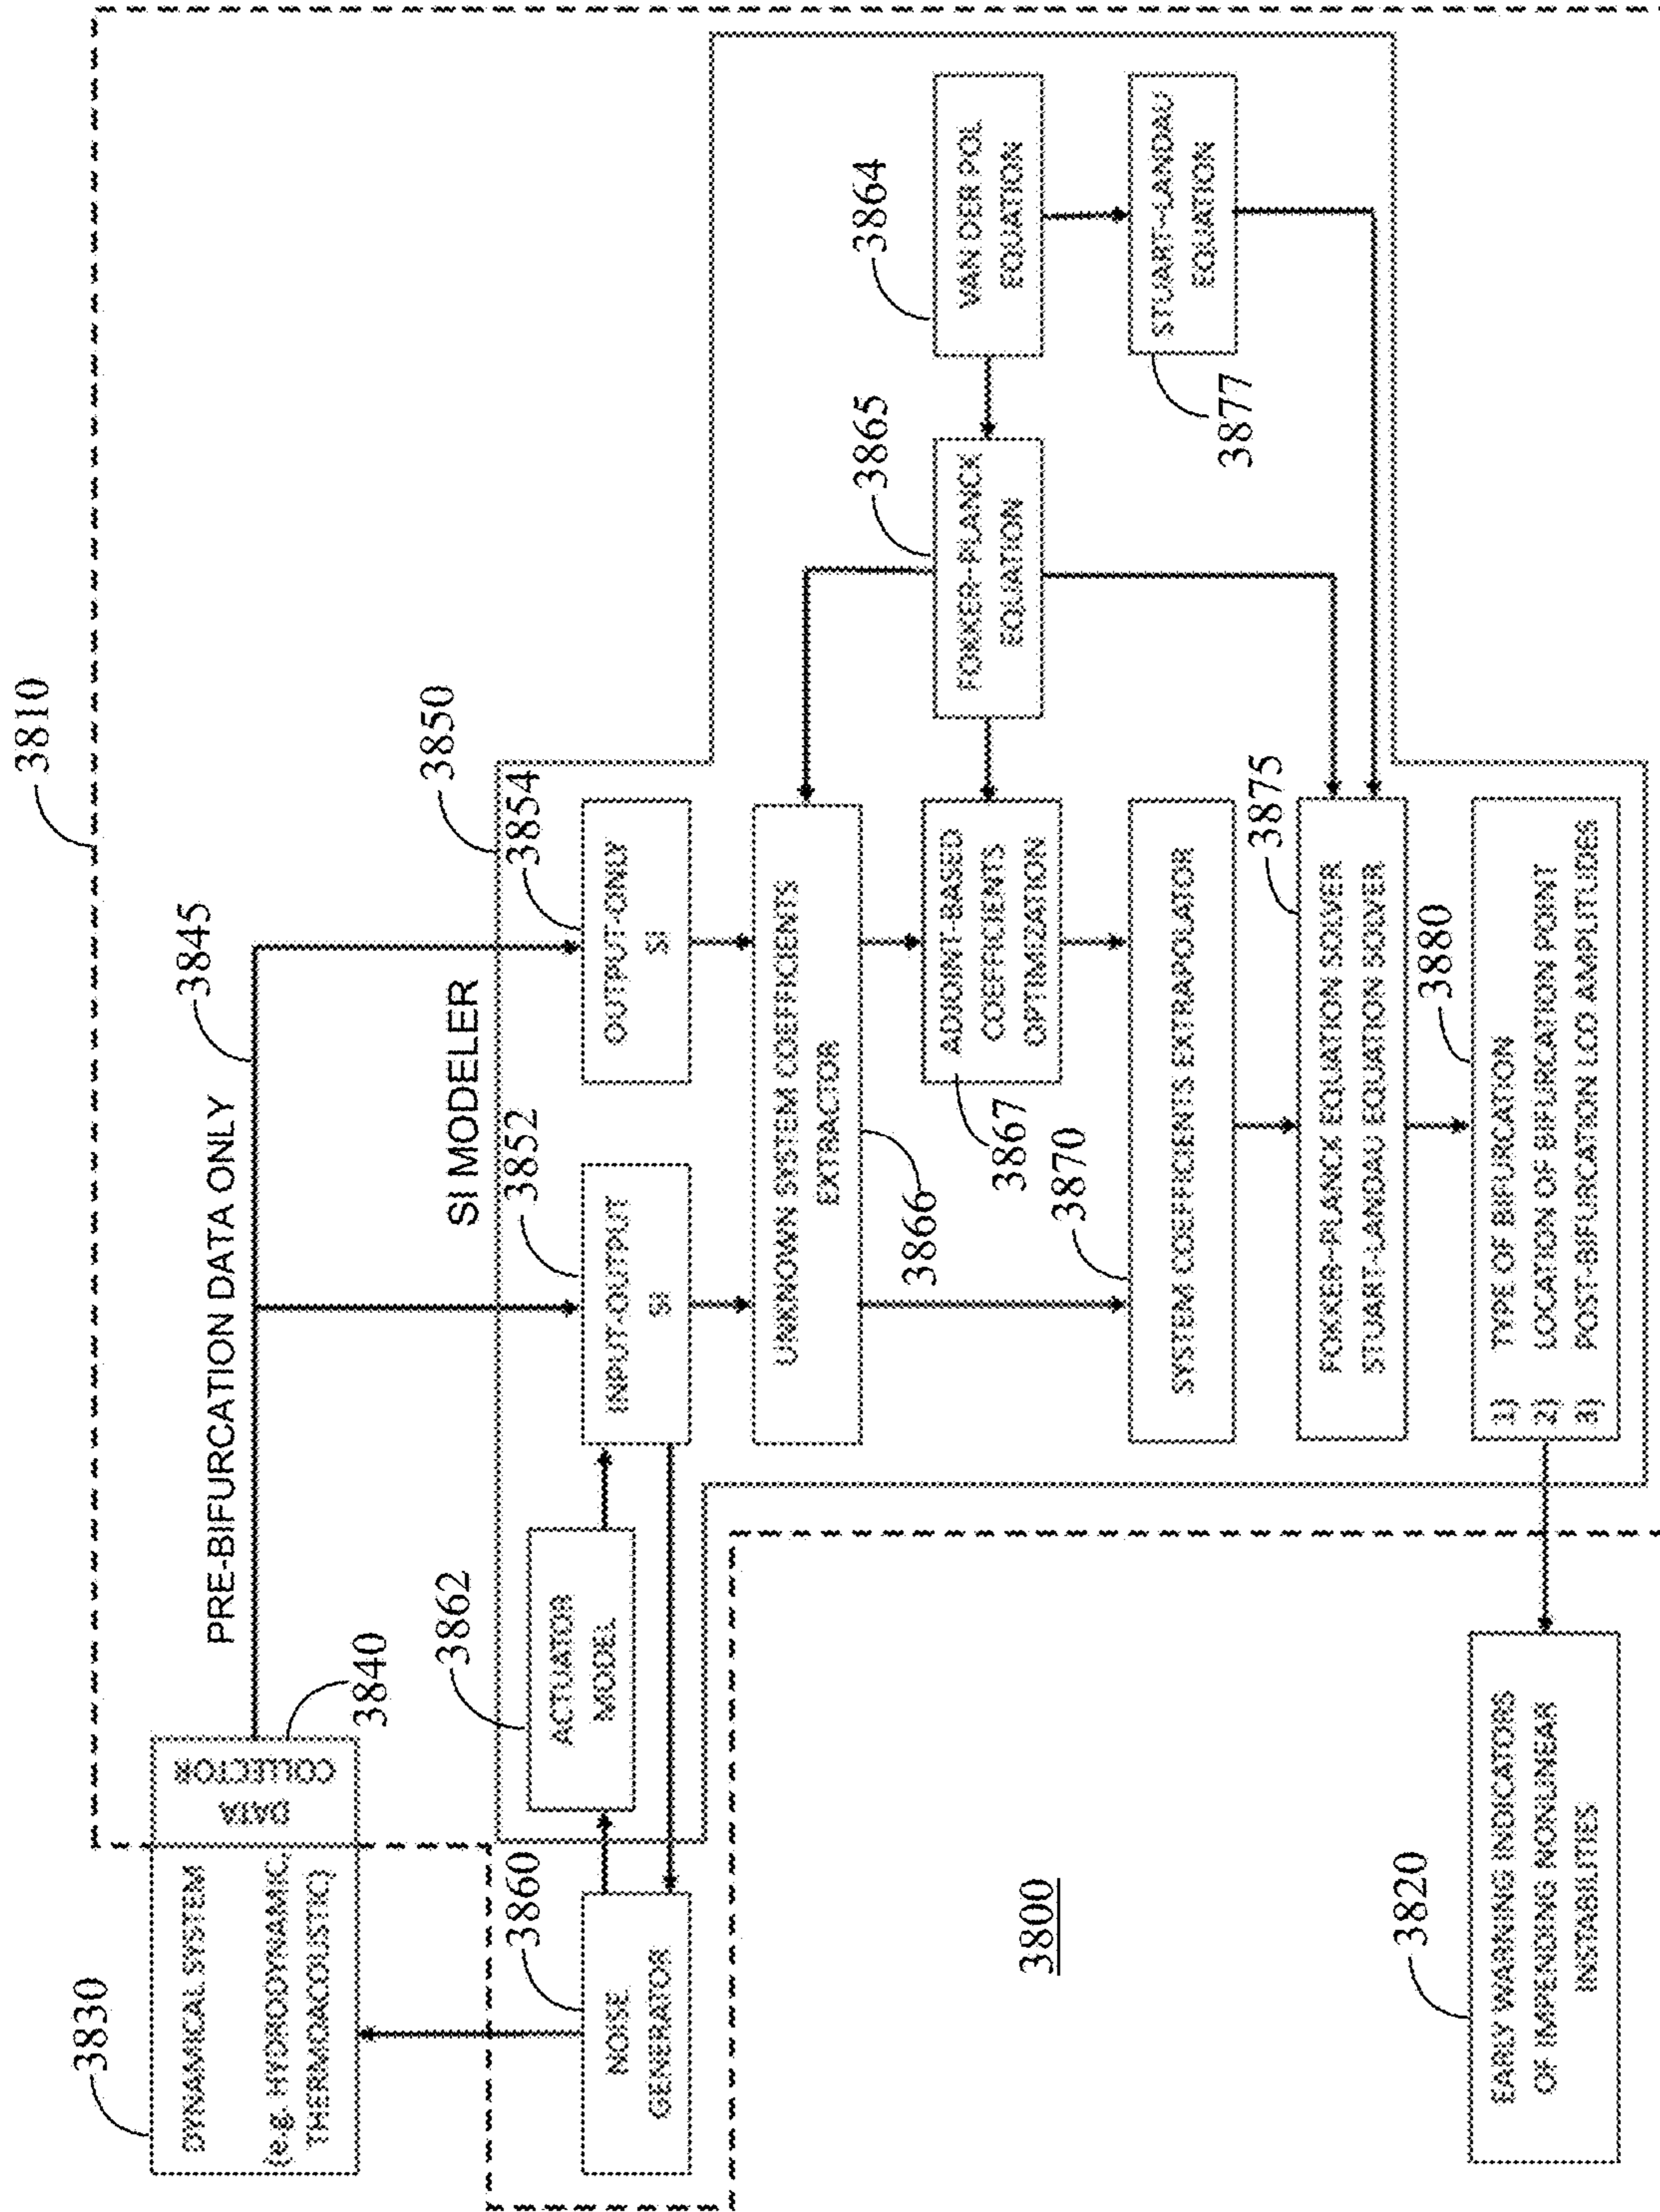 3810
3830
DYNAMICAL SYSTEM
(e.g. HYDRODYNAMIC,
THERMOACOUSTIC)
DATA
COLLECTOR
3840
PRE-BIFURCATION DATA ONLY
3845
3860
NOISE
GENERATOR
3862
ACTUATOR
MODEL
SI MODELER
3850
3852
INPUT-OUTPUT
SI
3854
OUTPUT-ONLY
SI
UNKNOWN SYSTEM COEFFICIENTS
EXTRACTOR
3866
3865
FOKKER-PLANCK
EQUATION
3864
VAN DER POL
EQUATION
ADJOINT-BASED
COEFFICIENTS
OPTIMIZATION
3867
3877
STUART-LANDAU
EQUATION
3870
SYSTEM COEFFICIENTS EXTRAPOLATOR
3875
FOKKER-PLANCK EQUATION SOLVER
STUART-LANDAU EQUATION SOLVER
3880
1) TYPE OF BIFURCATION
2) LOCATION OF BIFURCATION POINT
3) POST-BIFURCATION LCO AMPLITUDES
3800
3820
EARLY WARNING INDICATORS
OF IMPENDING NONLINEAR
INSTABILITIES